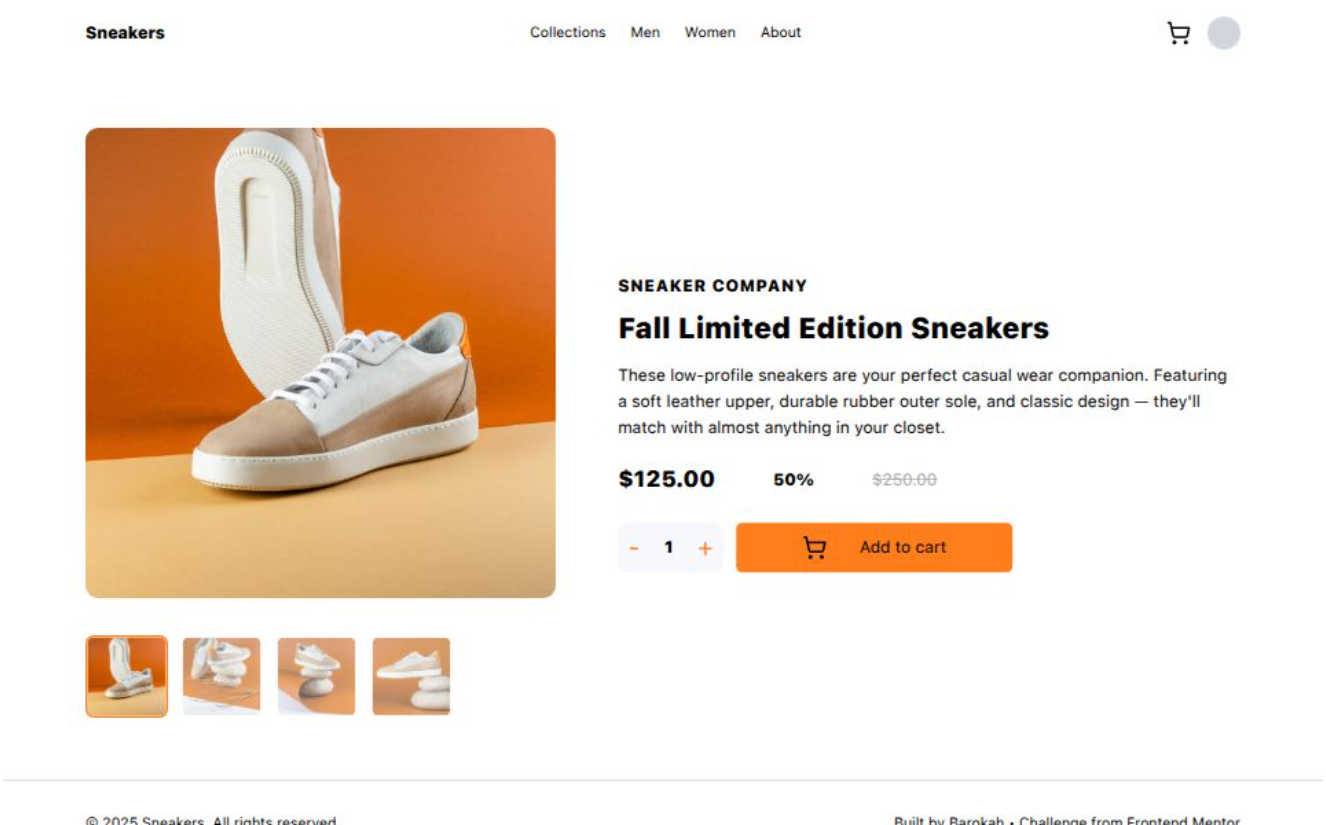 Sneakers
Collections Men Women About
SNEAKER COMPANY
Fall Limited Edition Sneakers
These low-profile sneakers are your perfect casual wear companion. Featuring
a soft leather upper, durable rubber outer sole, and classic design — they'll
match with almost anything in your closet.
$125.00 50% $250.00
- 1 + Add to cart
© 2025 Sneakers. All rights reserved
Built by Barokah • Challenge from Frontend Mentor